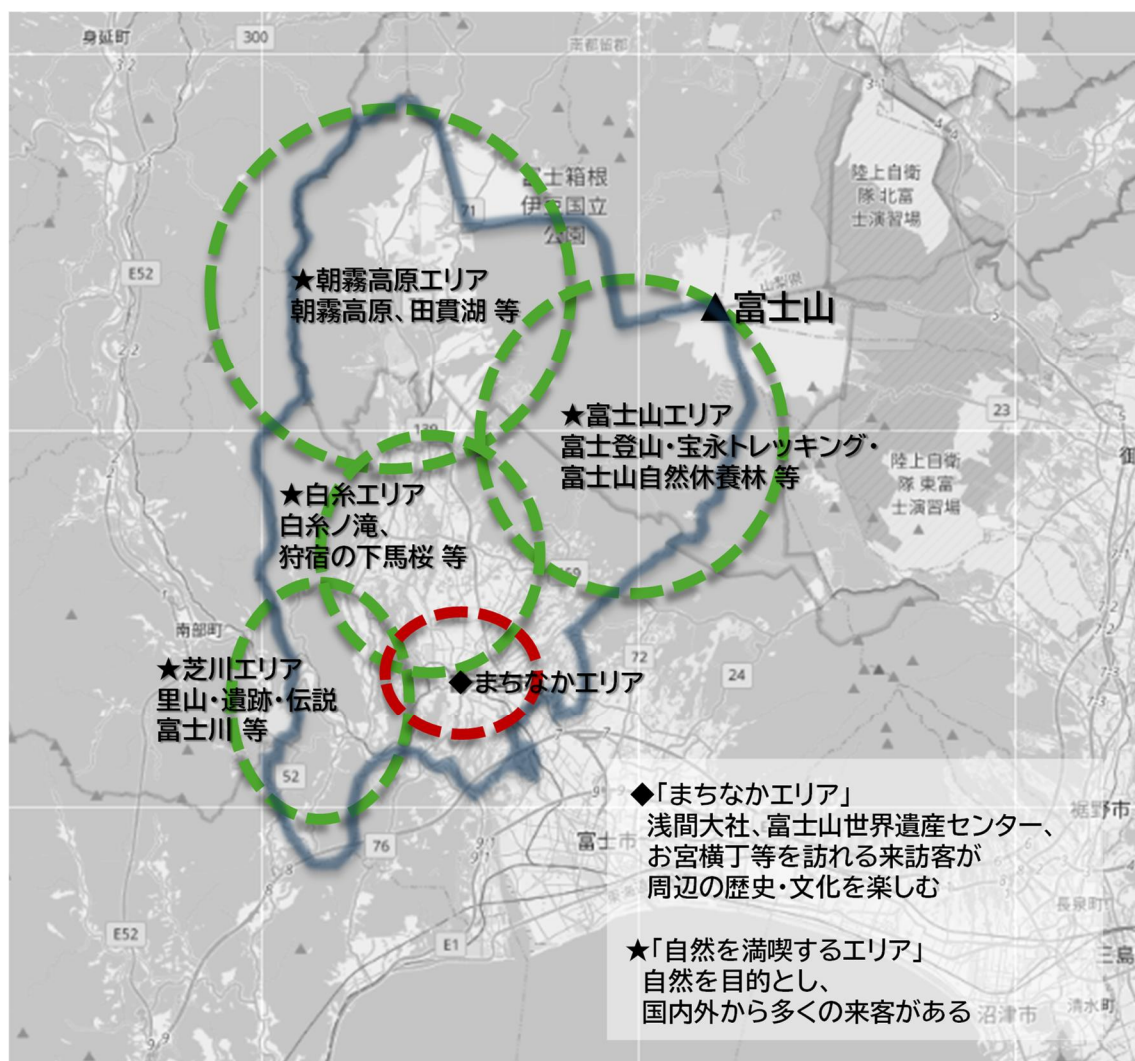 身延町
300
南都留郡
富士箱根
伊豆国立
公園
71
陸上自衛
隊 北富
士演習場
E52
★朝霧高原エリア
朝霧高原、田貫湖 等
山梨県
▲富士山
23
139
★富士山エリア
富士登山・宝永トレッキング・
富士山自然休養林 等
陸上自衛
隊 東富
士演習場
御
★白糸エリア
白糸ノ滝、
狩宿の下馬桜 等
469
南部町
72
24
★芝川エリア
里山・遺跡・伝説
富士川 等
◆まちなかエリア
52
76
富士市
裾野市
◆「まちなかエリア」
浅間大社、富士山世界遺産センター、
お宮横丁等を訪れる来訪客が
周辺の歴史・文化を楽しむ
長泉町
E52
E1
三島
★「自然を満喫するエリア」
自然を目的とし、
国内外から多くの来客がある
沼津市
清水町